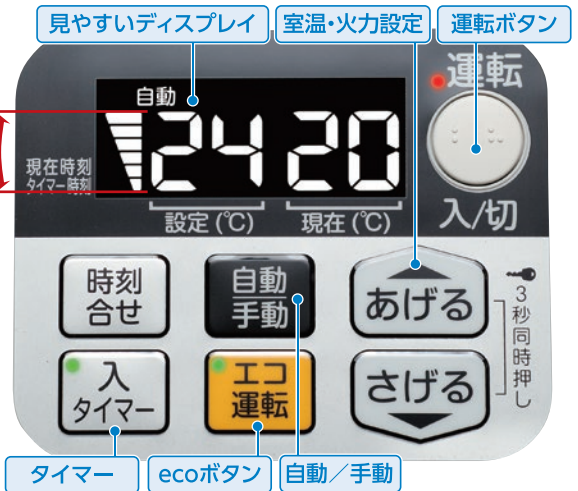 見やすいディスプレイ
室温・火力設定
運転ボタン
運転
自動
24 20
現在時刻
タイマー時刻
設定(℃)
現在(℃)
入/切
時刻
合せ
自動
手動
あげる
3秒同時押し
入
タイマー
エコ
運転
さげる
タイマー
ecoボタン
自動／手動